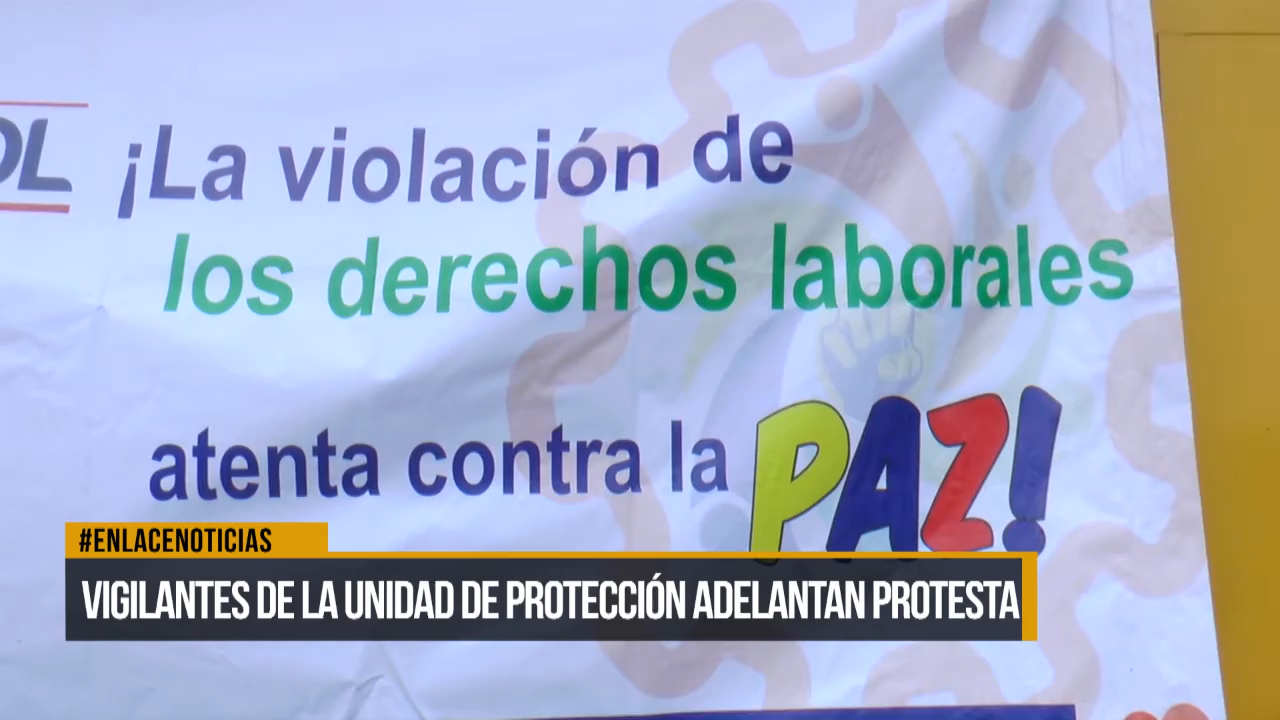 ¡La violación de
los derechos laborales
atenta contra la PAZ!
#ENLACENOTICIAS
VIGILANTES DE LA UNIDAD DE PROTECCIÓN ADELANTAN PROTESTA